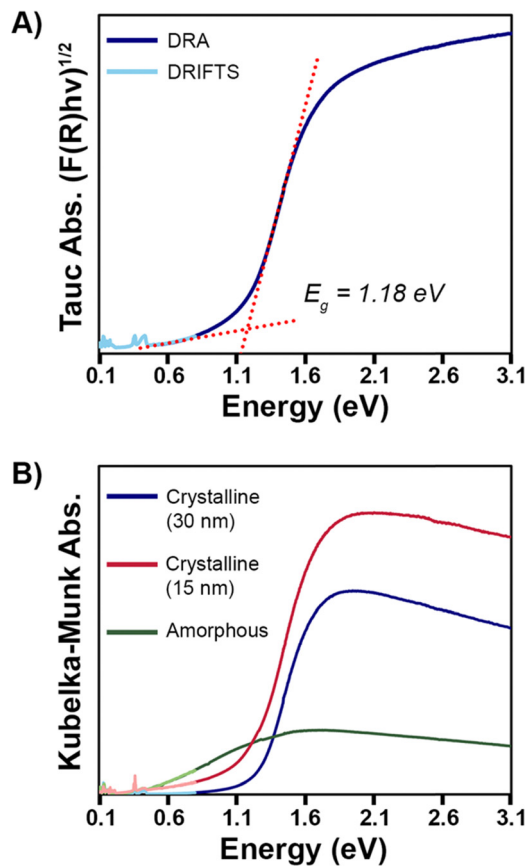 A)
DRA
DRIFTS
Tauc Abs. (F(R)hv)1/2
Eg = 1.18 eV
0.1 0.6 1.1 1.6 2.1 2.6 3.1
Energy (eV)
B)
Crystalline
(30 nm)
Crystalline
(15 nm)
Amorphous
Kubelka-Munk Abs.
0.1 0.6 1.1 1.6 2.1 2.6 3.1
Energy (eV)